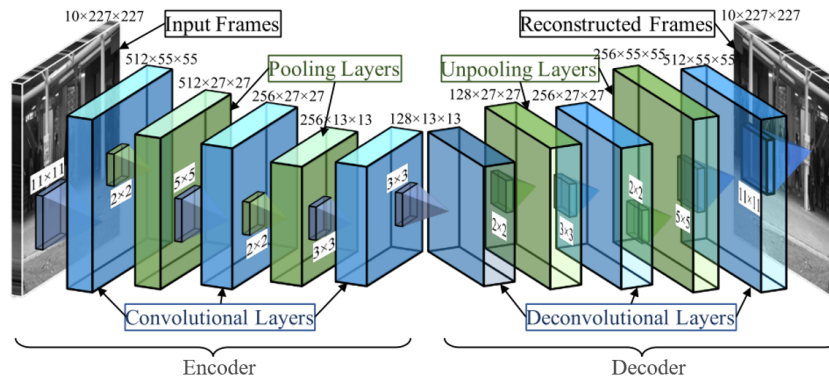 10×227×227
Input Frames
512×55×55
Pooling Layers
512×27×27
256×27×27
256×13×13
128×13×13
Reconstructed Frames
10×227×227
Unpooling Layers
256×55×55
512×55×55
128×27×27
256×27×27
11×11
2×2
5×5
2×2
3×3
3×3
2×2
3×3
2×2
5×5
11×11
Convolutional Layers
Deconvolutional Layers
Encoder
Decoder